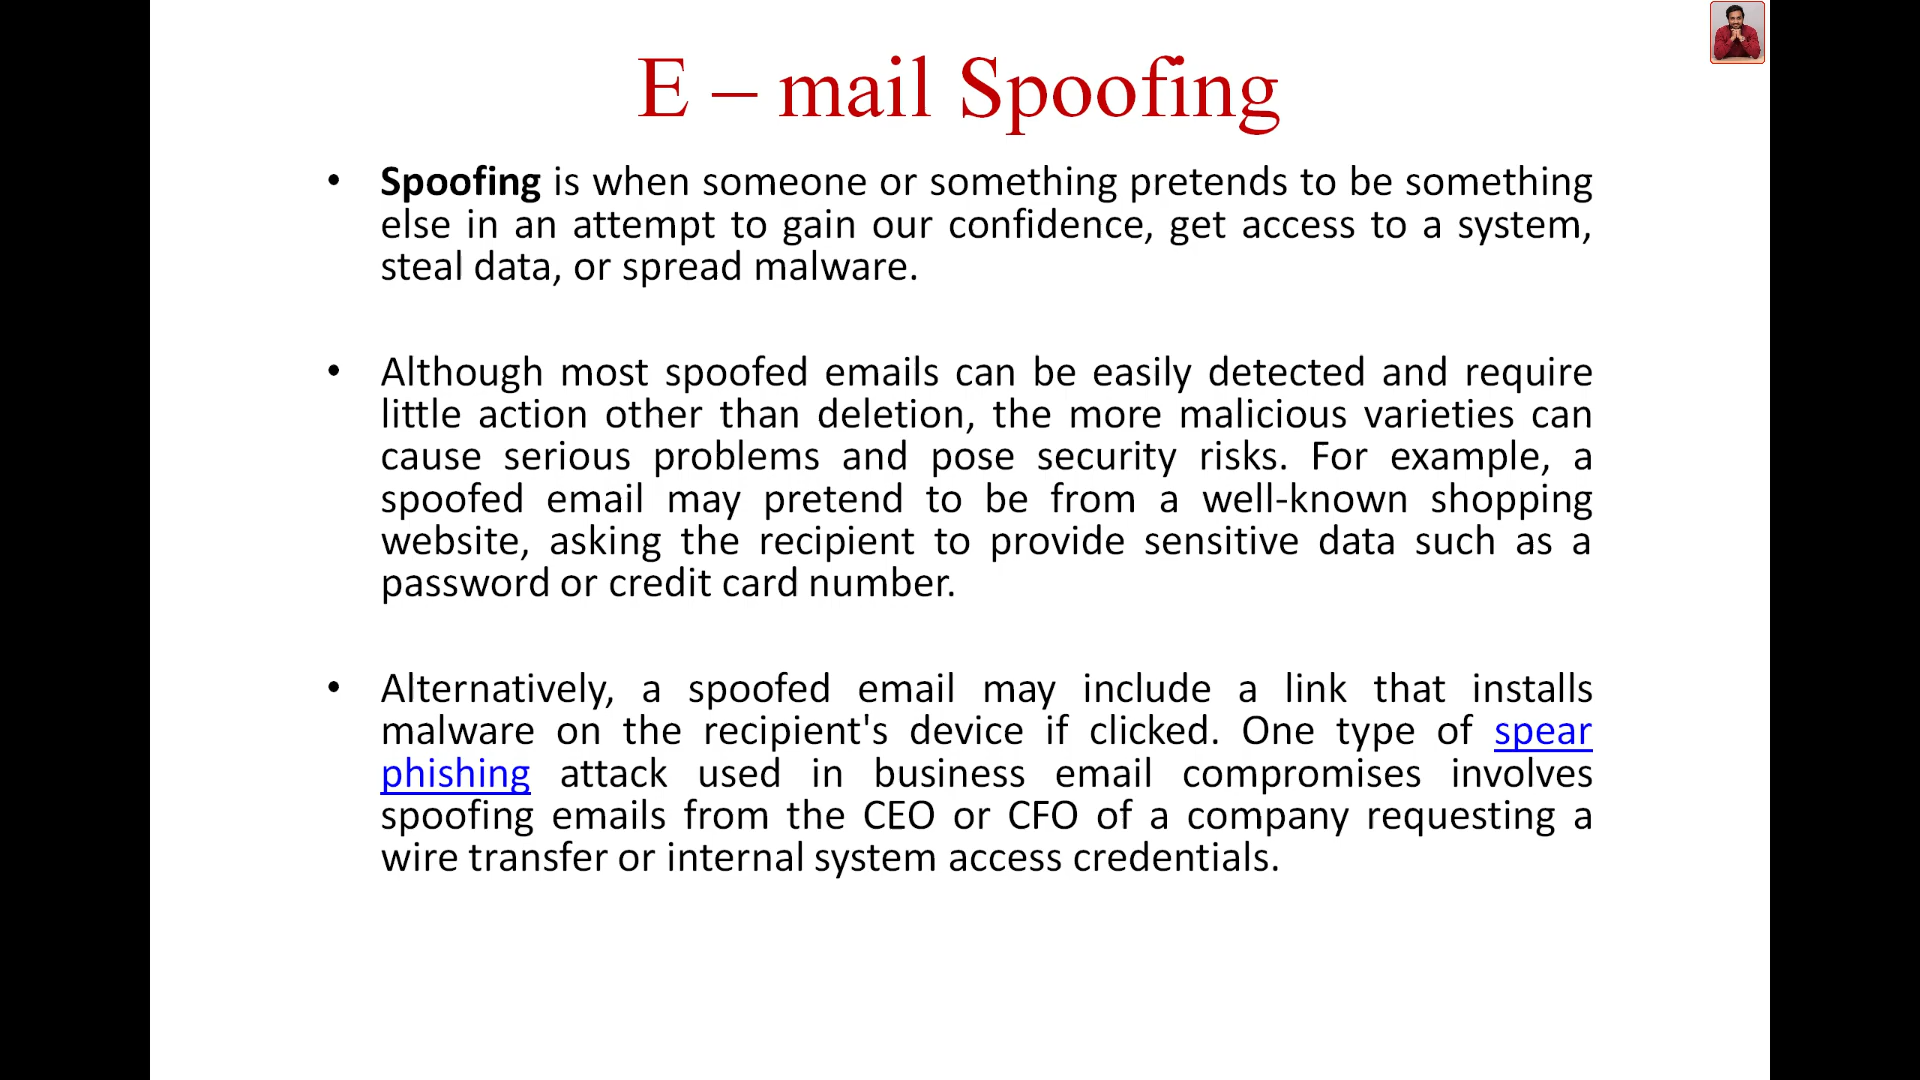 E – mail Spoofing
• Spoofing is when someone or something pretends to be something
else in an attempt to gain our confidence, get access to a system,
steal data, or spread malware.
• Although most spoofed emails can be easily detected and require
little action other than deletion, the more malicious varieties can
cause serious problems and pose security risks. For example, a
spoofed email may pretend to be from a well-known shopping
website, asking the recipient to provide sensitive data such as a
password or credit card number.
• Alternatively, a spoofed email may include a link that installs
malware on the recipient's device if clicked. One type of spear
phishing attack used in business email compromises involves
spoofing emails from the CEO or CFO of a company requesting a
wire transfer or internal system access credentials.